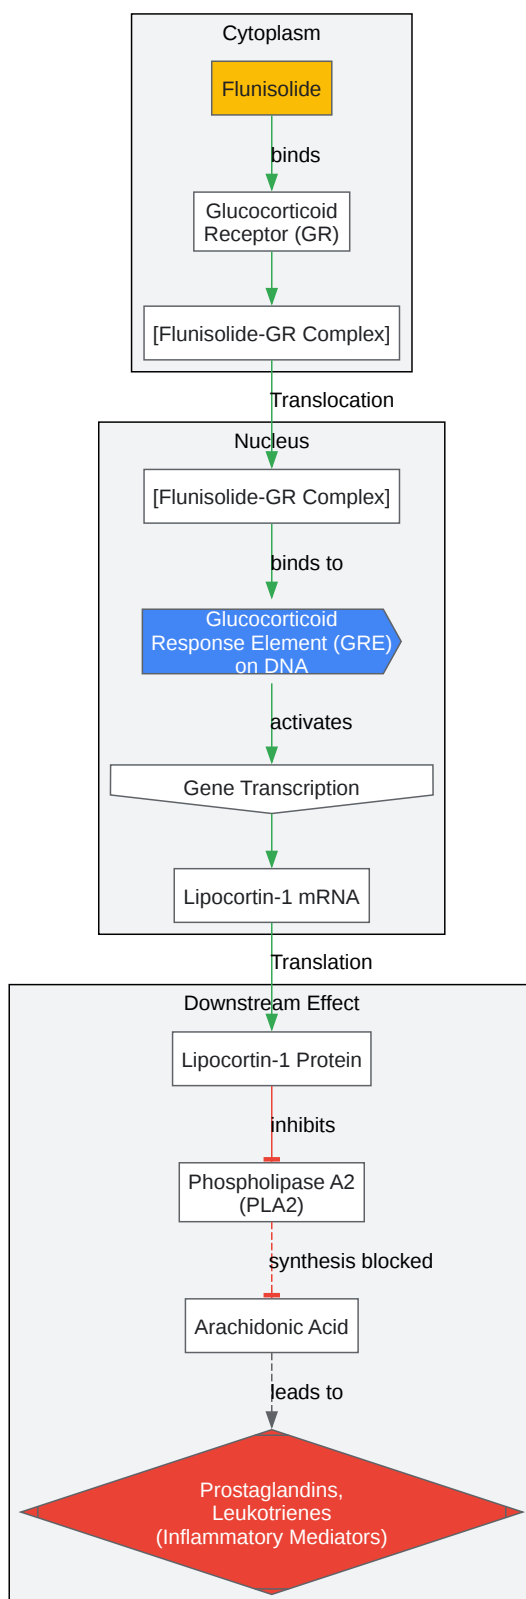 Cytoplasm
Flunisolide
binds
Glucocorticoid
Receptor (GR)
[Flunisolide-GR Complex]
Translocation
Nucleus
[Flunisolide-GR Complex]
binds to
Glucocorticoid
Response Element (GRE)
on DNA
activates
Gene Transcription
Lipocortin-1 mRNA
Translation
Downstream Effect
Lipocortin-1 Protein
inhibits
Phospholipase A2
(PLA2)
synthesis blocked
Arachidonic Acid
leads to
Prostaglandins,
Leukotrienes
(Inflammatory Mediators)